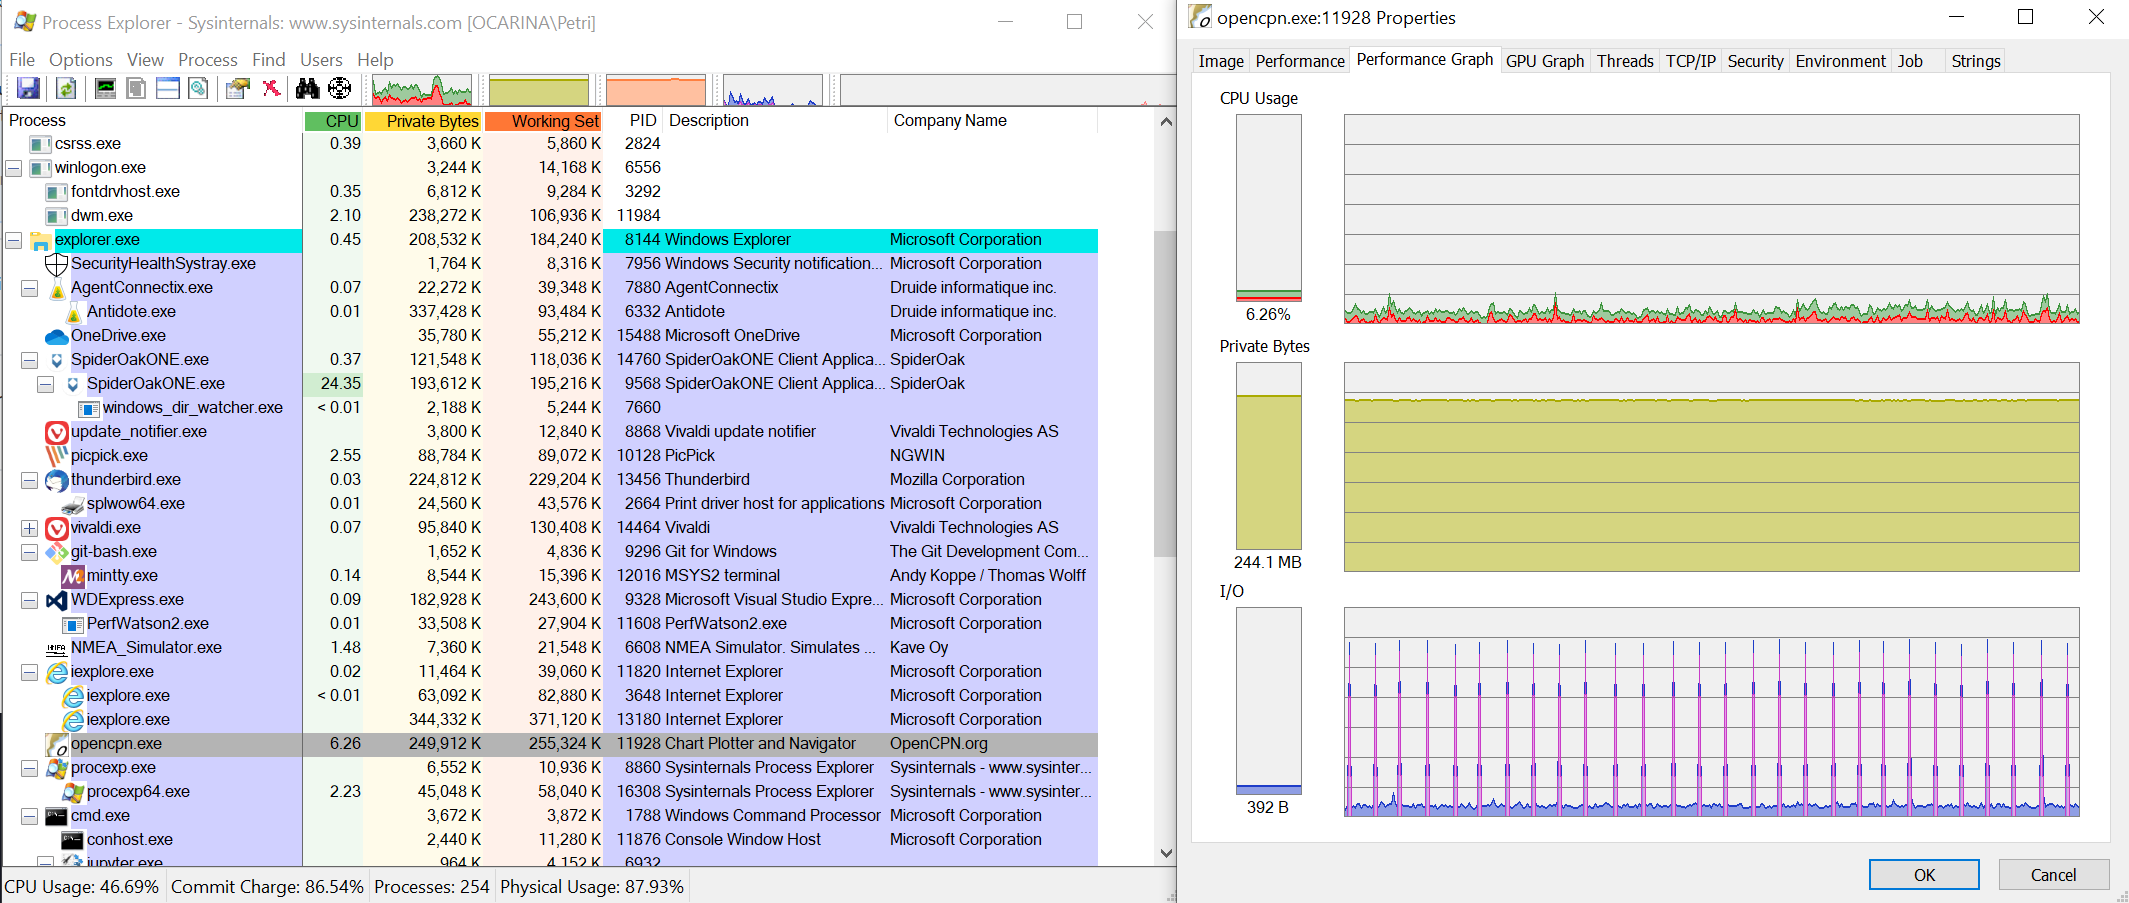 Process Explorer - Sysinternals: www.sysinternals.com [OCARINA\Petri]
File Options View Process Find Users Help
Process CPU Private Bytes Working Set PID Description Company Name
csrss.exe 0.39 3,660 K 5,860 K 2824
winlogon.exe 3,244 K 14,168 K 6556
fontdrvhost.exe 0.35 6,812 K 9,284 K 3292
dwm.exe 2.10 238,272 K 106,936 K 11984
explorer.exe 0.45 208,532 K 184,240 K 8144 Windows Explorer Microsoft Corporation
SecurityHealthSystray.exe 1,764 K 8,316 K 7956 Windows Security notification... Microsoft Corporation
AgentConnectix.exe 0.07 22,272 K 39,348 K 7880 AgentConnectix Druide informatique inc.
Antidote.exe 0.01 337,428 K 93,484 K 6332 Antidote Druide informatique inc.
OneDrive.exe 35,780 K 55,212 K 15488 Microsoft OneDrive Microsoft Corporation
SpiderOakONE.exe 0.37 121,548 K 118,036 K 14760 SpiderOakONE Client Applica... SpiderOak
SpiderOakONE.exe 24.35 193,612 K 195,216 K 9568 SpiderOakONE Client Applica... SpiderOak
windows_dir_watcher.exe < 0.01 2,188 K 5,244 K 7660
update_notifier.exe 3,800 K 12,840 K 8868 Vivaldi update notifier Vivaldi Technologies AS
picpick.exe 2.55 88,784 K 89,072 K 10128 PicPick NGWIN
thunderbird.exe 0.03 224,812 K 229,204 K 13456 Thunderbird Mozilla Corporation
splwow64.exe 0.01 24,560 K 43,576 K 2664 Print driver host for applications Microsoft Corporation
vivaldi.exe 0.07 95,840 K 130,408 K 14464 Vivaldi Vivaldi Technologies AS
git-bash.exe 1,652 K 4,836 K 9296 Git for Windows The Git Development Com...
mintty.exe 0.14 8,544 K 15,396 K 12016 MSYS2 terminal Andy Koppe / Thomas Wolff
WDExpress.exe 0.09 182,928 K 243,600 K 9328 Microsoft Visual Studio Expre... Microsoft Corporation
PerfWatson2.exe 0.01 33,508 K 27,904 K 11608 PerfWatson2.exe Microsoft Corporation
NMEA_Simulator.exe 1.48 7,360 K 21,548 K 6608 NMEA Simulator. Simulates ... Kave Oy
iexplore.exe 0.02 11,464 K 39,060 K 11820 Internet Explorer Microsoft Corporation
iexplore.exe < 0.01 63,092 K 82,880 K 3648 Internet Explorer Microsoft Corporation
iexplore.exe 344,332 K 371,120 K 13180 Internet Explorer Microsoft Corporation
opencpn.exe 6.26 249,912 K 255,324 K 11928 Chart Plotter and Navigator OpenCPN.org
procexp.exe 6,552 K 10,936 K 8860 Sysinternals Process Explorer Sysinternals - www.sysinter...
procexp64.exe 2.23 45,048 K 58,040 K 16308 Sysinternals Process Explorer Sysinternals - www.sysinter...
cmd.exe 3,672 K 3,872 K 1788 Windows Command Processor Microsoft Corporation
conhost.exe 2,440 K 11,280 K 11876 Console Window Host Microsoft Corporation
jupyter.exe 964 K 4,152 K 6932
CPU Usage: 46.69% Commit Charge: 86.54% Processes: 254 Physical Usage: 87.93%
opencpn.exe:11928 Properties
Image Performance Performance Graph GPU Graph Threads TCP/IP Security Environment Job Strings
CPU Usage
6.26%
Private Bytes
244.1 MB
I/O
392 B
OK Cancel